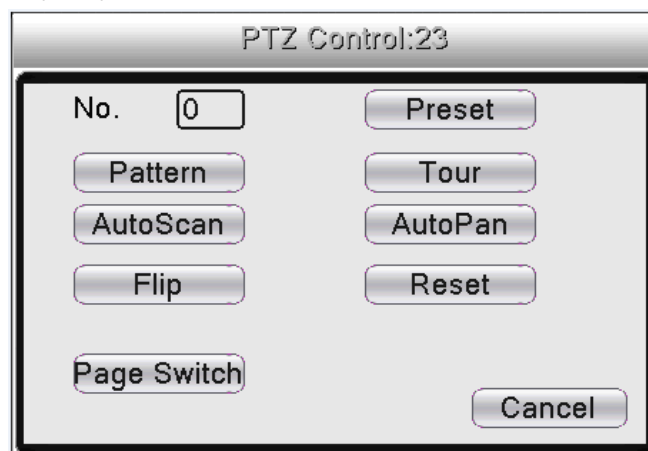 PTZ Control:23
No. 0 Preset
Pattern Tour
AutoScan AutoPan
Flip Reset
Page Switch
Cancel